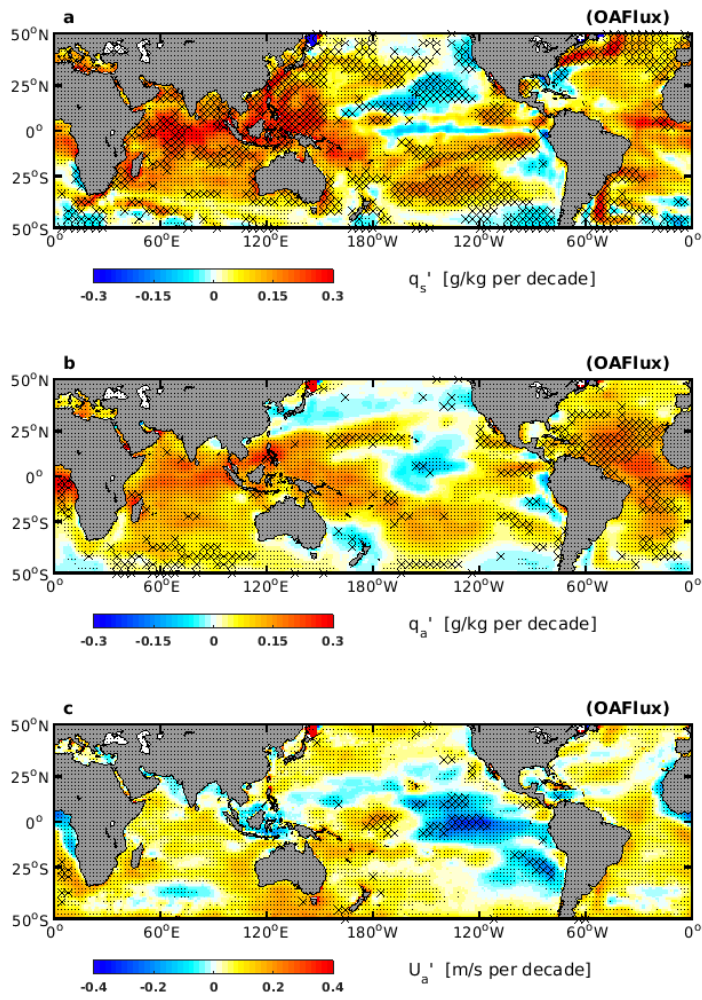 a (OAFlux)
50°N
25°N
0°
25°S
50°S
0° 60°E 120°E 180°W 120°W 60°W 0°
-0.3 -0.15 0 0.15 0.3 qs' [g/kg per decade]
b (OAFlux)
50°N
25°N
0°
25°S
50°S
0° 60°E 120°E 180°W 120°W 60°W 0°
-0.3 -0.15 0 0.15 0.3 qa' [g/kg per decade]
c (OAFlux)
50°N
25°N
0°
25°S
50°S
0° 60°E 120°E 180°W 120°W 60°W 0°
-0.4 -0.2 0 0.2 0.4 Ua' [m/s per decade]